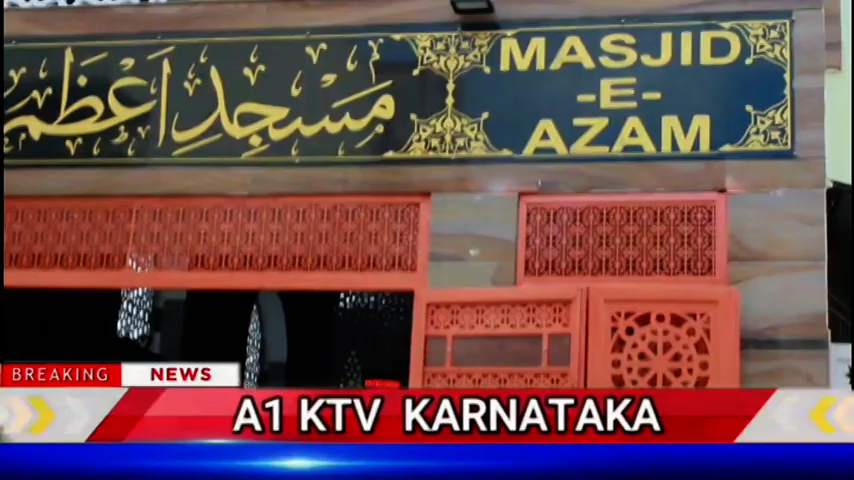 مسجد اعظم
MASJID
-E-
AZAM
BREAKING NEWS
A1 KTV KARNATAKA